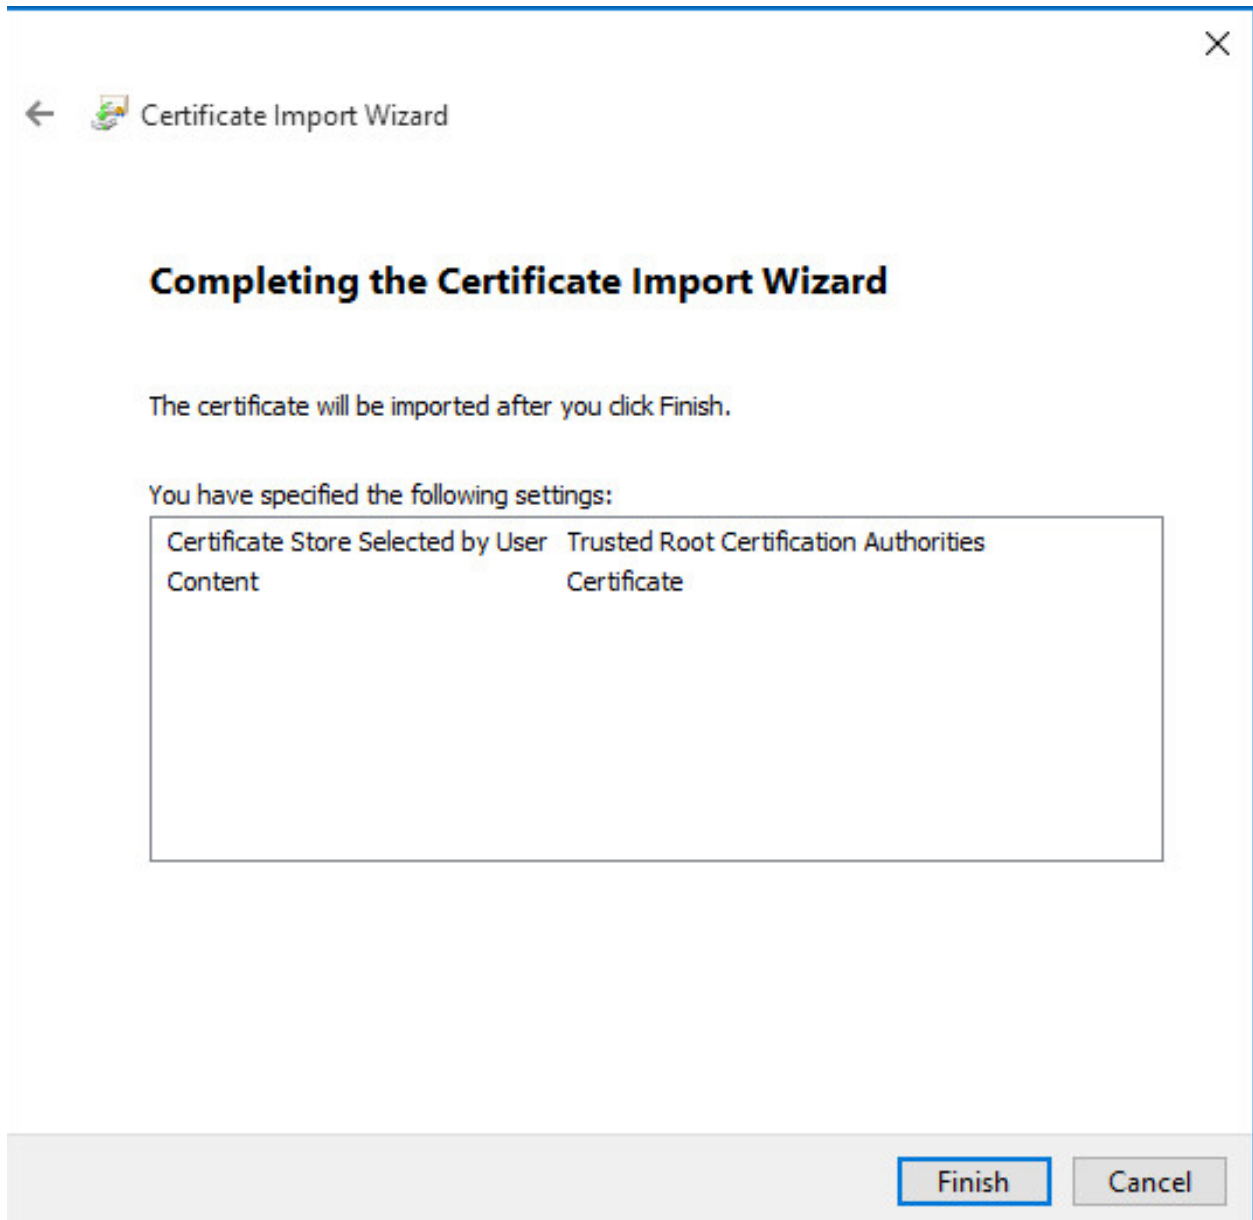 Certificate Import Wizard
Completing the Certificate Import Wizard
The certificate will be imported after you click Finish.
You have specified the following settings:
Certificate Store Selected by User Trusted Root Certification Authorities
Content Certificate
Finish Cancel